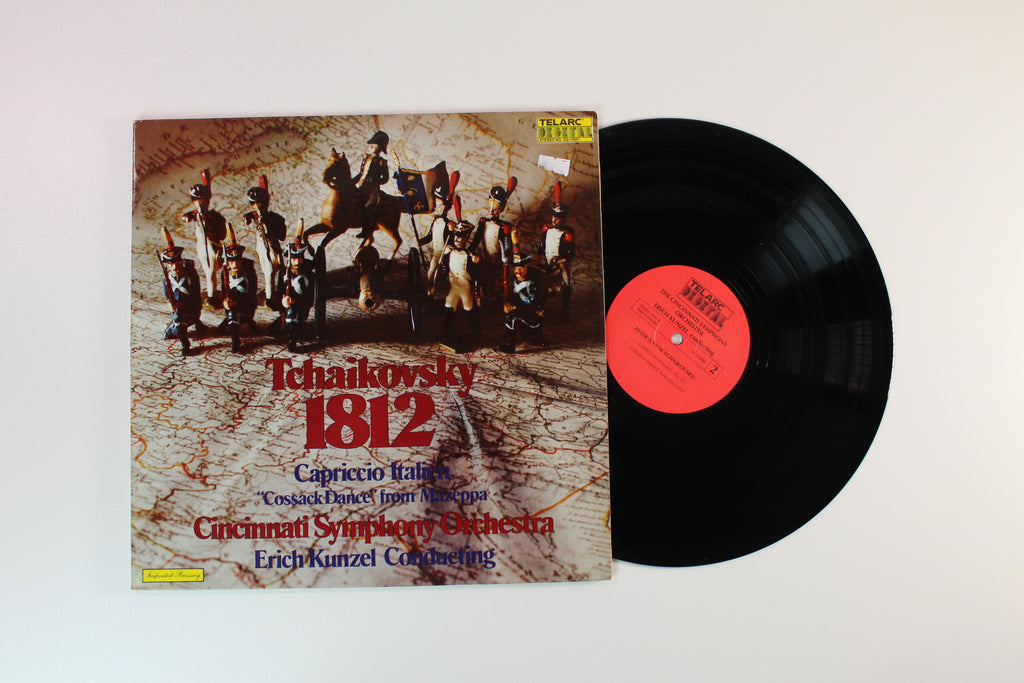 TELARC
DIGITAL
Tchaikovsky
1812
Capriccio Italien
"Cossack Dance" from Mazeppa
Cincinnati Symphony Orchestra
Erich Kunzel Conducting
Imported Pressing
TELARC
DIGITAL
THE CINCINNATI SYMPHONY
ORCHESTRA
ERICH KUNZEL, conducting
PETER ILYICH TCHAIKOVSKY:
2